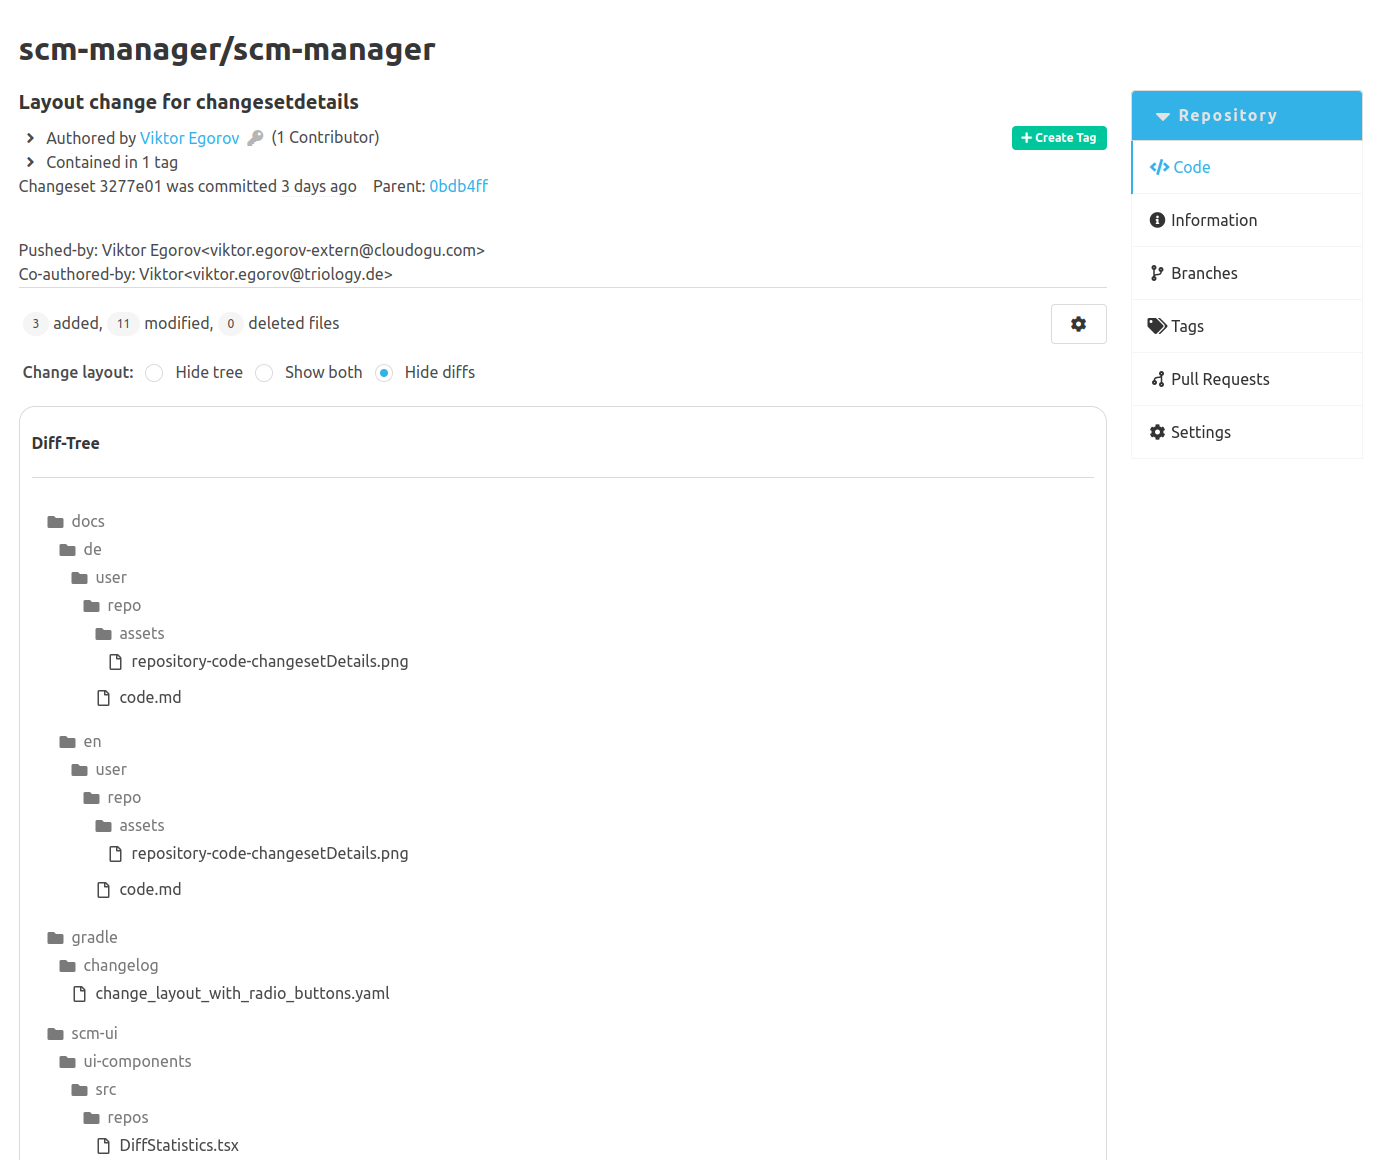 scm-manager/scm-manager
Layout change for changesetdetails
Authored by Viktor Egorov (1 Contributor)
Create Tag
Contained in 1 tag
Changeset 3277e01 was committed 3 days ago Parent: 0bdb4ff
Pushed-by: Viktor Egorov<viktor.egorov-extern@cloudogu.com>
Co-authored-by: Viktor<viktor.egorov@triology.de>
3 added, 11 modified, 0 deleted files
Change layout: Hide tree Show both Hide diffs
Diff-Tree
docs
de
user
repo
assets
repository-code-changesetDetails.png
code.md
en
user
repo
assets
repository-code-changesetDetails.png
code.md
gradle
changelog
change_layout_with_radio_buttons.yaml
scm-ui
ui-components
src
repos
DiffStatistics.tsx
Repository
Code
Information
Branches
Tags
Pull Requests
Settings